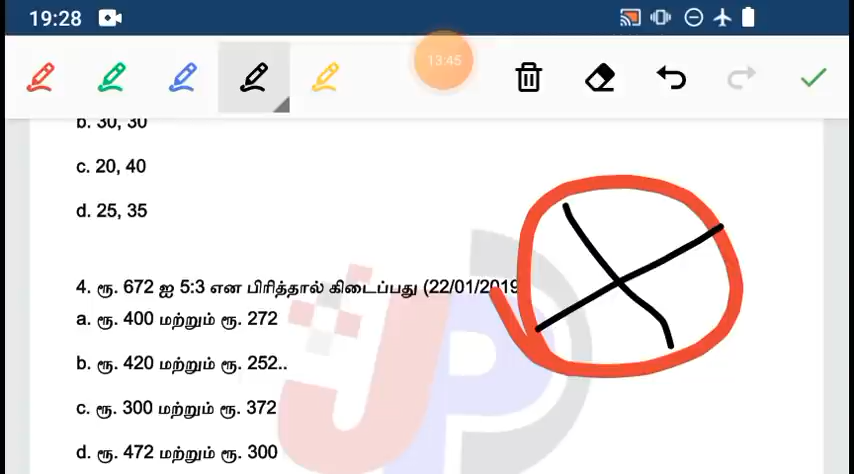 19:28
13:45
b. 30, 30
c. 20, 40
d. 25, 35
4. ரூ. 672 ஐ 5:3 என பிரித்தால் கிடைப்பது (22/01/2019
a. ரூ. 400 மற்றும் ரூ. 272
b. ரூ. 420 மற்றும் ரூ. 252..
c. ரூ. 300 மற்றும் ரூ. 372
d. ரூ. 472 மற்றும் ரூ. 300